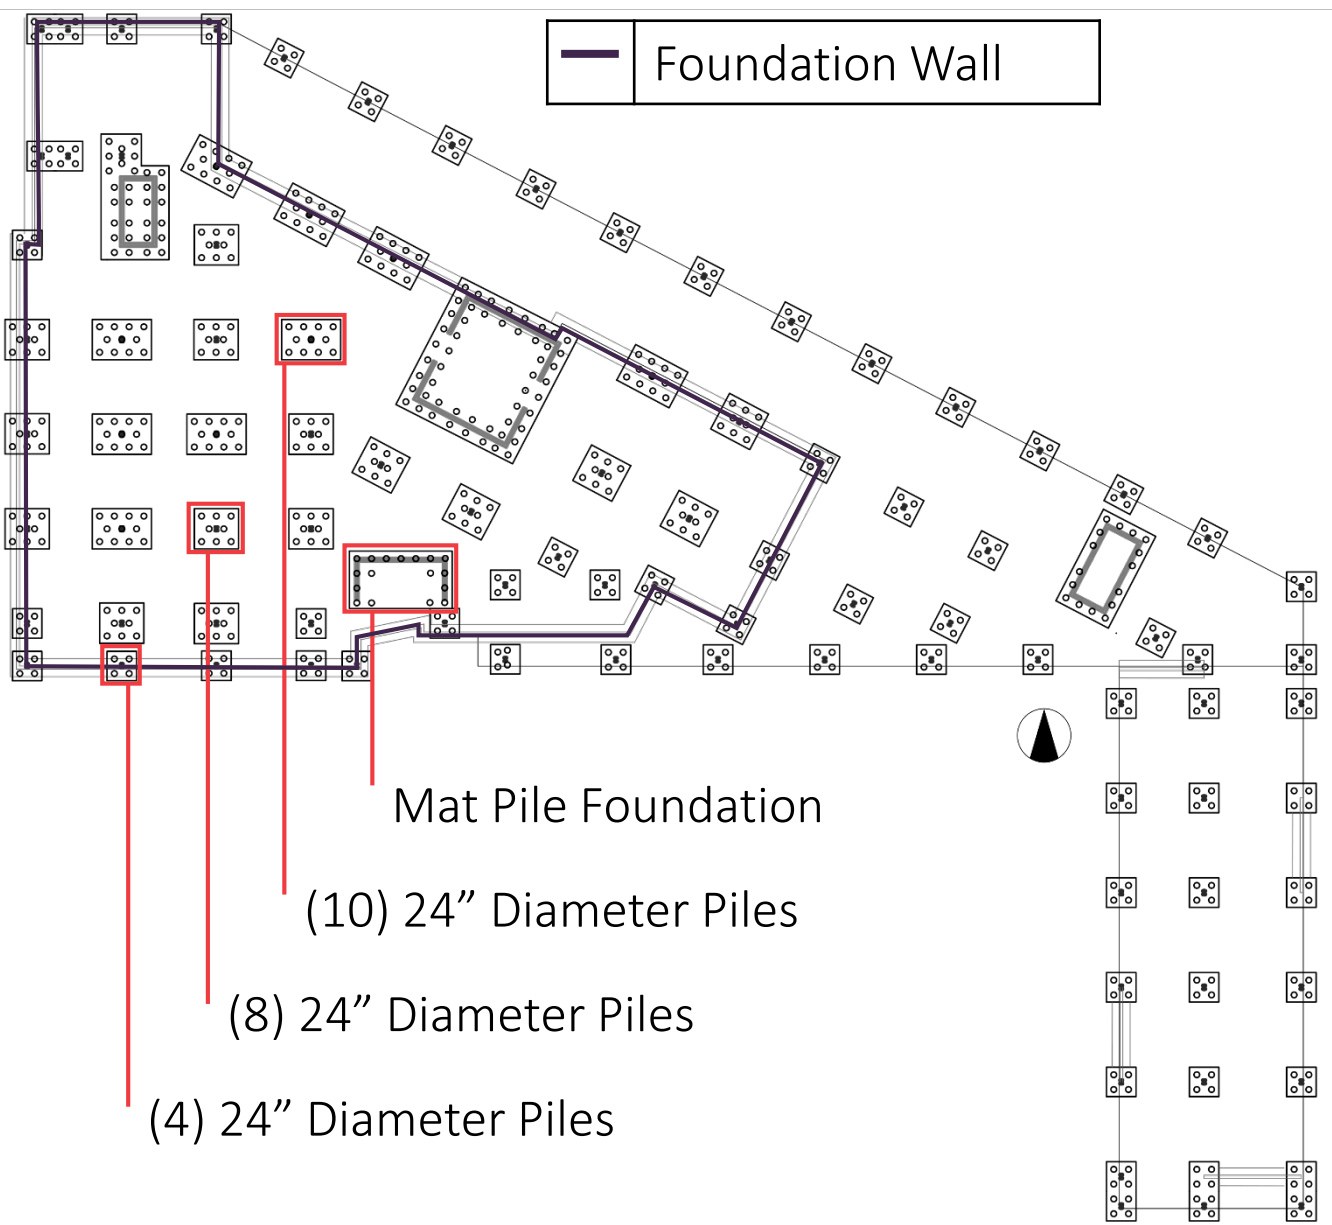 Foundation Wall
Mat Pile Foundation
(10) 24” Diameter Piles
(8) 24” Diameter Piles
(4) 24” Diameter Piles